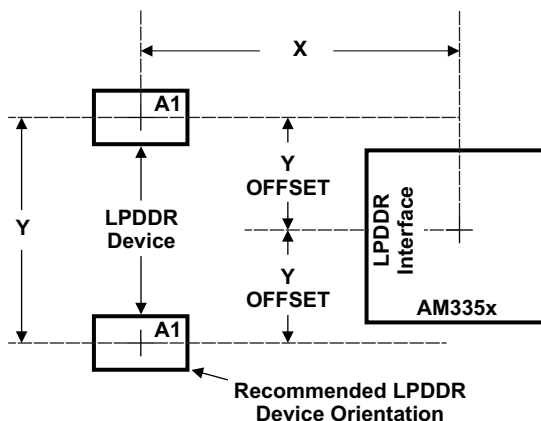 X
A1
Y
OFFSET
Y
LPDDR
Device
LPDDR
Interface
Y
OFFSET
AM335x
A1
Recommended LPDDR
Device Orientation